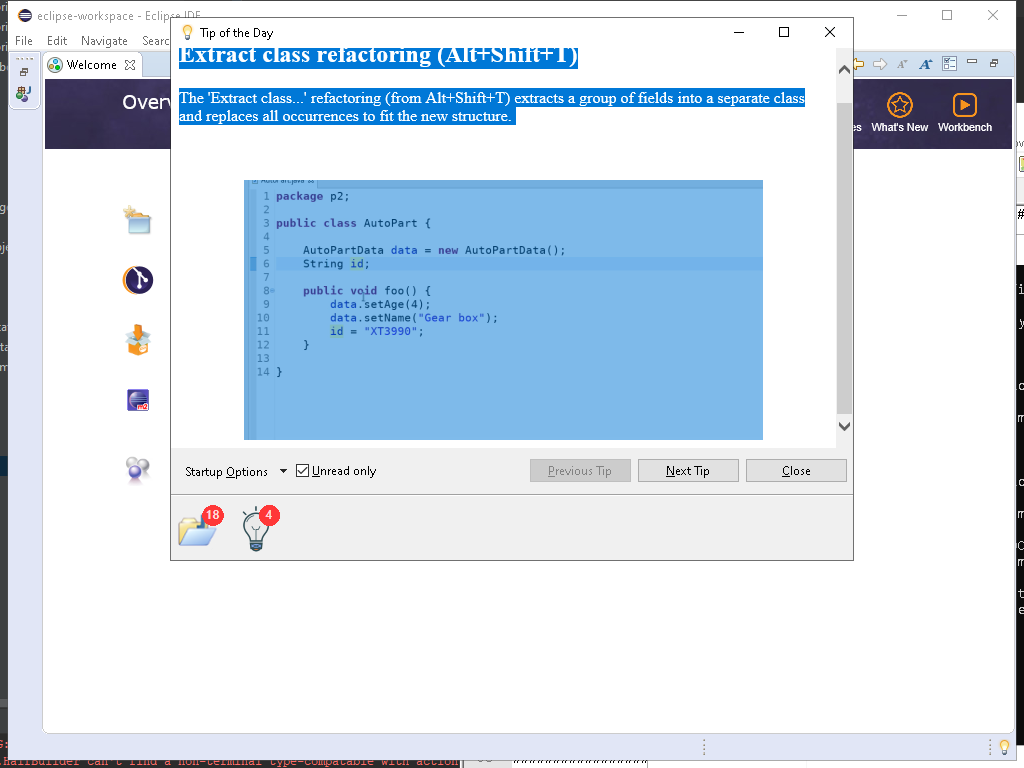 eclipse-workspace - Eclipse IDE
File Edit Navigate Searc
Welcome
Tip of the Day
Extract class refactoring (Alt+Shift+T)
The 'Extract class...' refactoring (from Alt+Shift+T) extracts a group of fields into a separate class
and replaces all occurrences to fit the new structure.
Over
What's New Workbench
1 package p2;
2
3 public class AutoPart {
4
5 AutoPartData data = new AutoPartData();
6 String id;
7
8 public void foo() {
9 data.setAge(4);
10 data.setName("Gear box");
11 id = "XT3990";
12 }
13
14 }
Startup Options Unread only Previous Tip Next Tip Close
18 4
HallBuilder can't find a non-terminal type-compatable with action